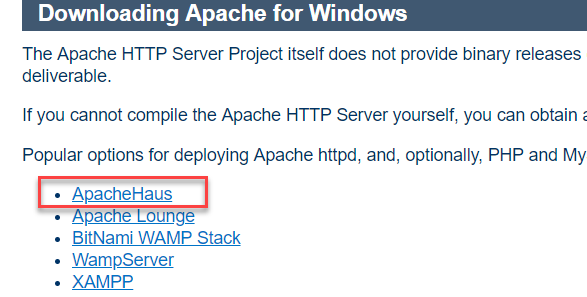 Downloading Apache for Windows
The Apache HTTP Server Project itself does not provide binary releases
deliverable.
If you cannot compile the Apache HTTP Server yourself, you can obtain a
Popular options for deploying Apache httpd, and, optionally, PHP and My
• ApacheHaus
• Apache Lounge
• BitNami WAMP Stack
• WampServer
• XAMPP